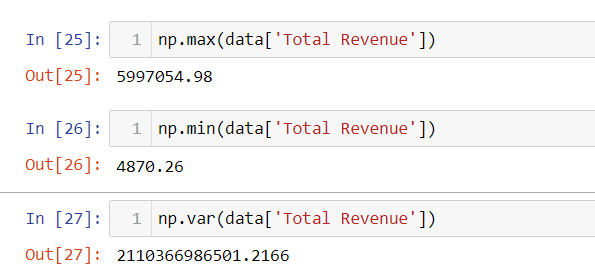 In [25]: 1 np.max(data['Total Revenue'])
Out[25]: 5997054.98
In [26]: 1 np.min(data['Total Revenue'])
Out[26]: 4870.26
In [27]: 1 np.var(data['Total Revenue'])
Out[27]: 2110366986501.2166